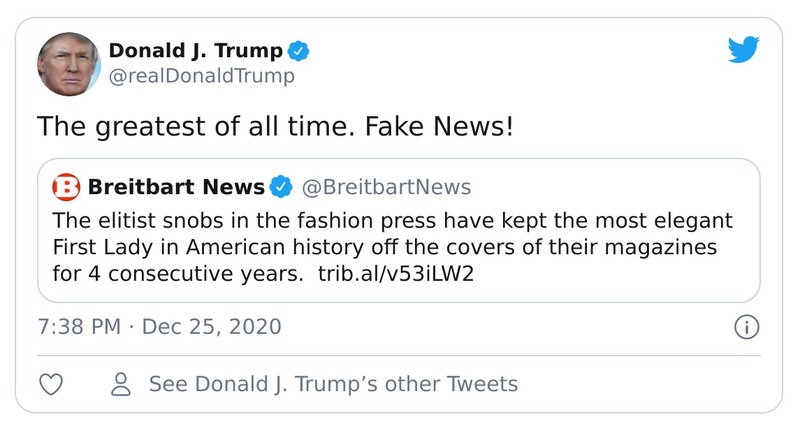 Donald J. Trump
@realDonaldTrump
The greatest of all time. Fake News!
B Breitbart News @BreitbartNews
The elitist snobs in the fashion press have kept the most elegant
First Lady in American history off the covers of their magazines
for 4 consecutive years.  trib.al/v53iLW2
7:38 PM · Dec 25, 2020
See Donald J. Trump’s other Tweets